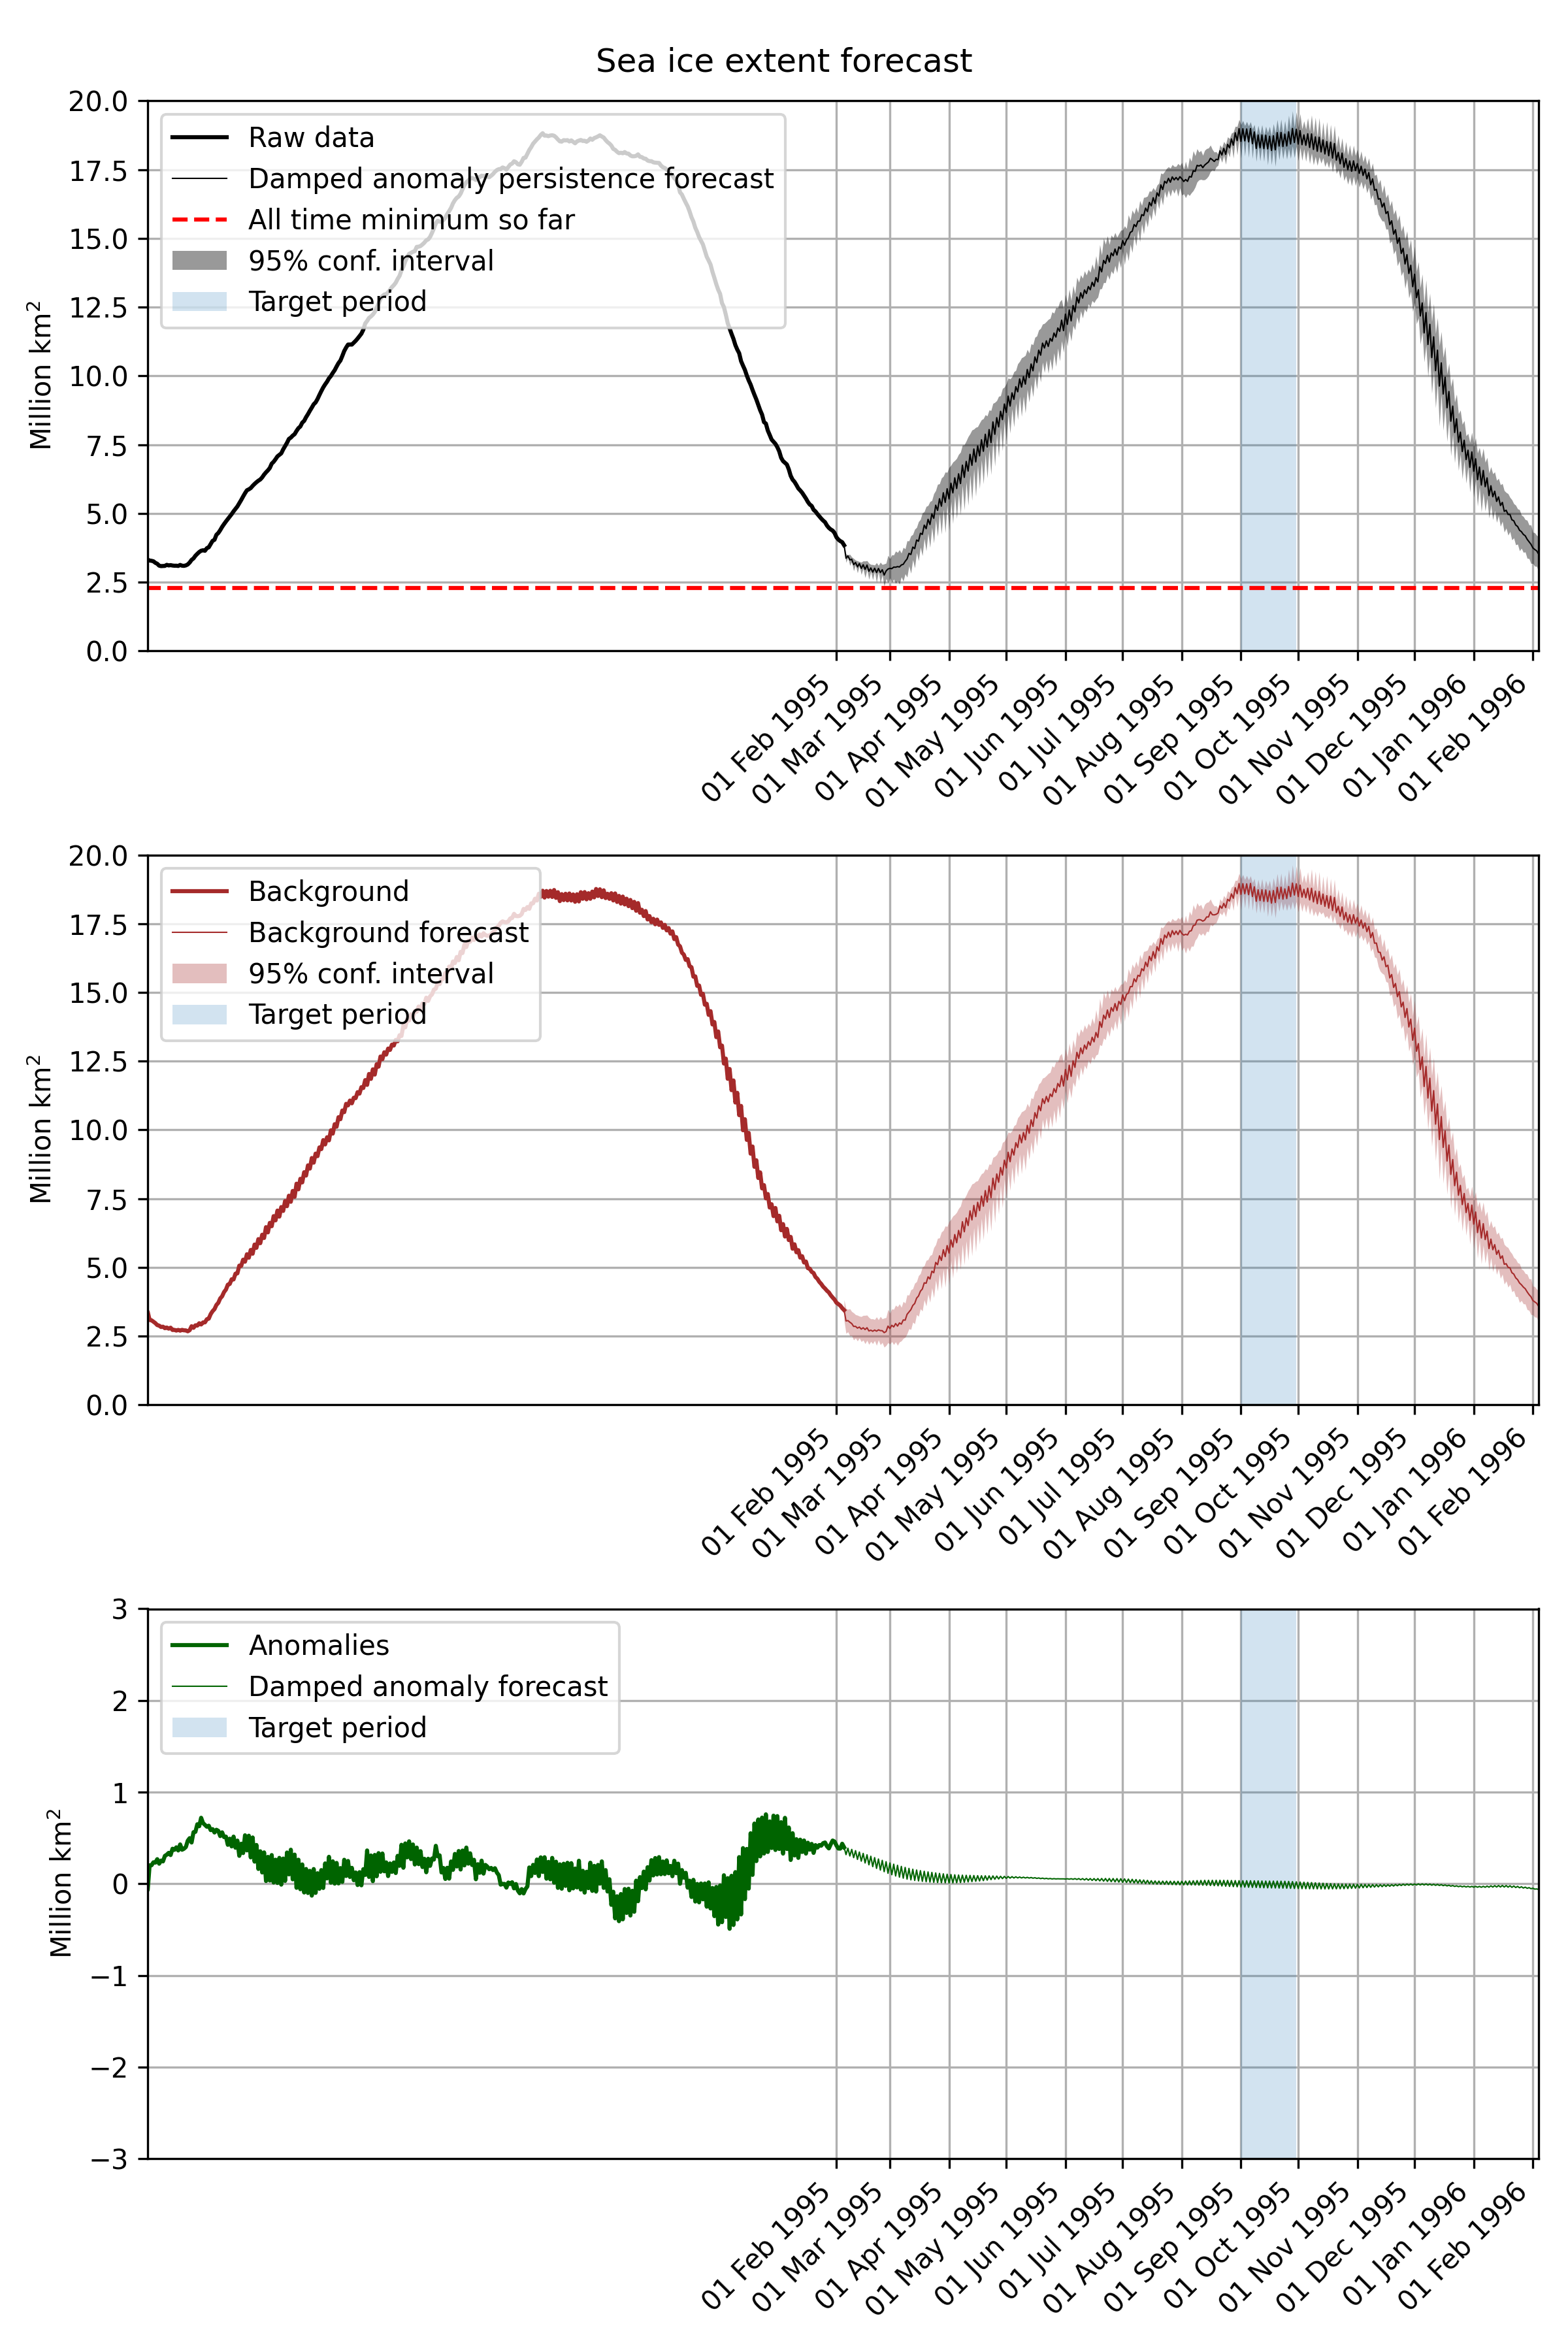 Sea ice extent forecast
20.0
17.5
15.0
12.5
10.0
7.5
5.0
2.5
0.0
Million km²
Raw data
Damped anomaly persistence forecast
All time minimum so far
95% conf. interval
Target period
01 Feb 1995
01 Mar 1995
01 Apr 1995
01 May 1995
01 Jun 1995
01 Jul 1995
01 Aug 1995
01 Sep 1995
01 Oct 1995
01 Nov 1995
01 Dec 1995
01 Jan 1996
01 Feb 1996
20.0
17.5
15.0
12.5
10.0
7.5
5.0
2.5
0.0
Million km²
Background
Background forecast
95% conf. interval
Target period
01 Feb 1995
01 Mar 1995
01 Apr 1995
01 May 1995
01 Jun 1995
01 Jul 1995
01 Aug 1995
01 Sep 1995
01 Oct 1995
01 Nov 1995
01 Dec 1995
01 Jan 1996
01 Feb 1996
3
2
1
0
−1
−2
−3
Million km²
Anomalies
Damped anomaly forecast
Target period
01 Feb 1995
01 Mar 1995
01 Apr 1995
01 May 1995
01 Jun 1995
01 Jul 1995
01 Aug 1995
01 Sep 1995
01 Oct 1995
01 Nov 1995
01 Dec 1995
01 Jan 1996
01 Feb 1996